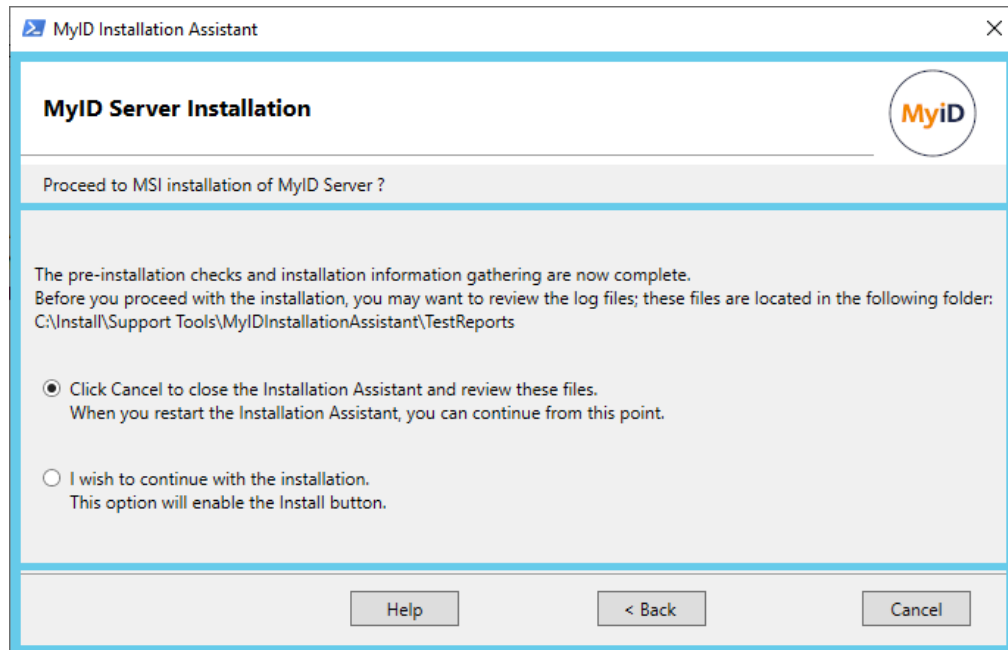 MyID Installation Assistant
MyID Server Installation
MyiD
Proceed to MSI installation of MyID Server ?
The pre-installation checks and installation information gathering are now complete.
Before you proceed with the installation, you may want to review the log files; these files are located in the following folder:
C:\Install\Support Tools\MyIDInstallationAssistant\TestReports
Click Cancel to close the Installation Assistant and review these files.
When you restart the Installation Assistant, you can continue from this point.
I wish to continue with the installation.
This option will enable the Install button.
Help
< Back
Cancel